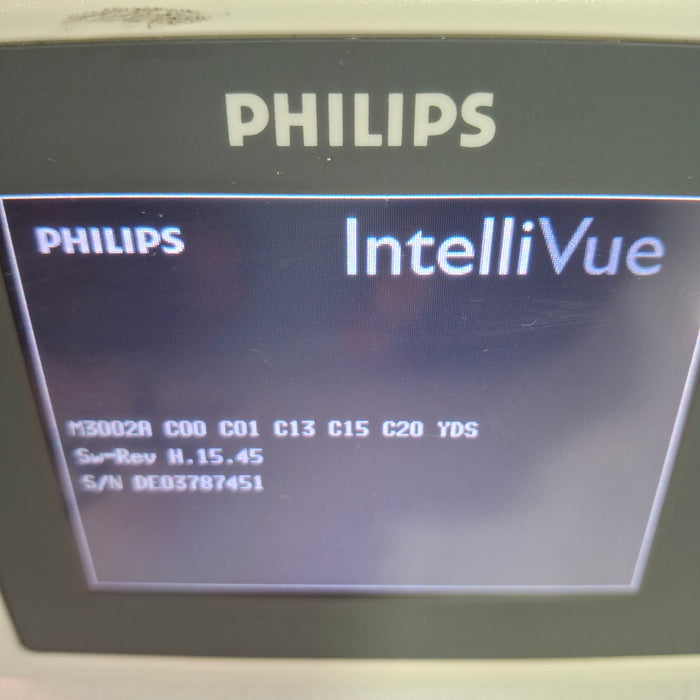 PHILIPS
PHILIPS IntelliVue
M3002A C00 C01 C13 C15 C20 YDS
Sw-Rev H.15.45
S/N DE03787451